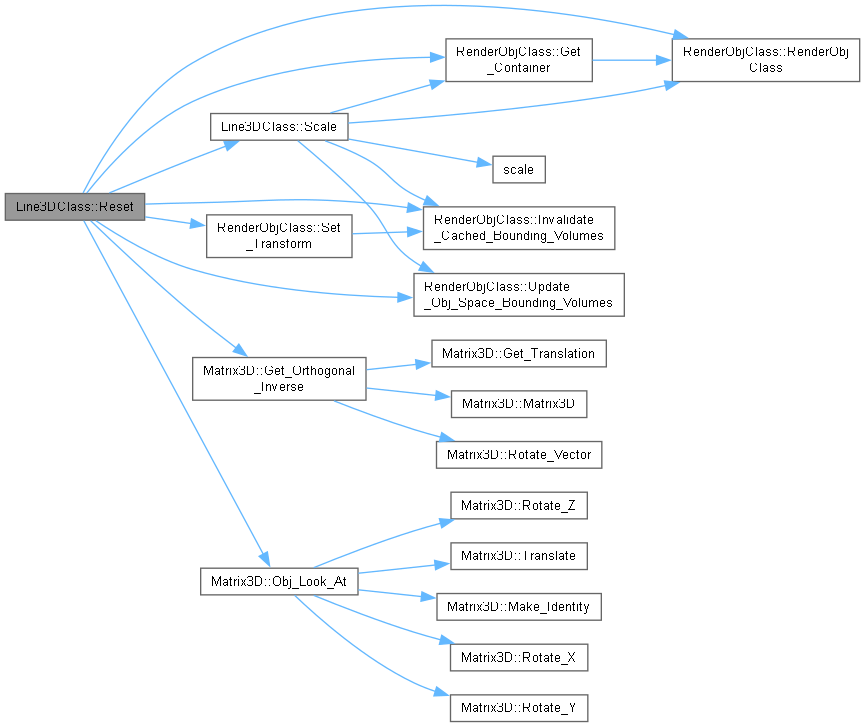 RenderObjClass::Get
_Container
RenderObjClass::RenderObj
Class
Line3DClass::Scale
scale
Line3DClass::Reset
RenderObjClass::Set
_Transform
RenderObjClass::Invalidate
_Cached_Bounding_Volumes
RenderObjClass::Update
_Obj_Space_Bounding_Volumes
Matrix3D::Get_Orthogonal
_Inverse
Matrix3D::Get_Translation
Matrix3D::Matrix3D
Matrix3D::Rotate_Vector
Matrix3D::Obj_Look_At
Matrix3D::Rotate_Z
Matrix3D::Translate
Matrix3D::Make_Identity
Matrix3D::Rotate_X
Matrix3D::Rotate_Y